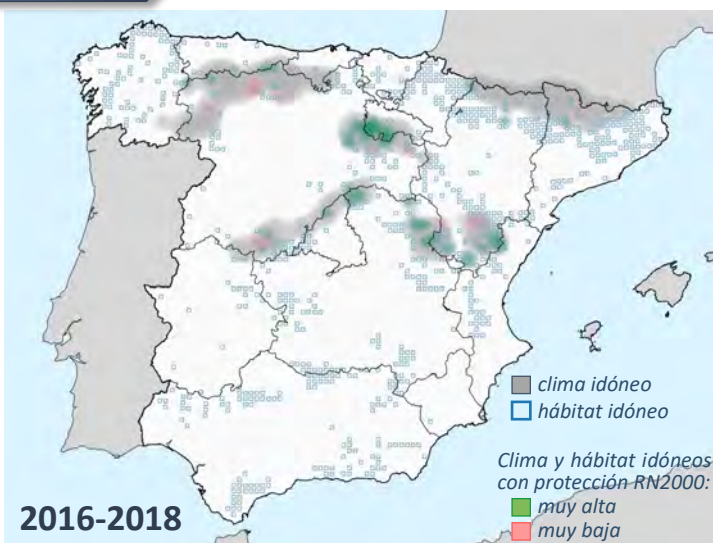 clima idóneo
hábitat idóneo
Clima y hábitat idóneos
con protección RN2000:
muy alta
muy baja
2016-2018